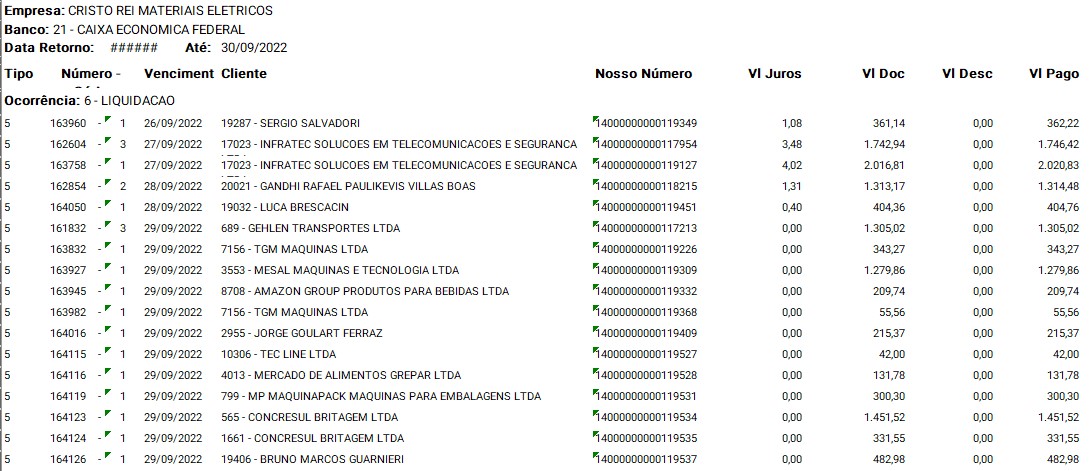 Empresa: CRISTO REI MATERIAIS ELETRICOS
Banco: 21 - CAIXA ECONOMICA FEDERAL
Data Retorno: ###### Até: 30/09/2022
Tipo Número - Venciment Cliente Nosso Número Vl Juros Vl Doc Vl Desc Vl Pago
Ocorrência: 6 - LIQUIDACAO
5 163960 - 1 26/09/2022 19287 - SERGIO SALVADORI 14000000000119349 1,08 361,14 0,00 362,22
5 162604 - 3 27/09/2022 17023 - INFRATEC SOLUCOES EM TELECOMUNICACOES E SEGURANCA 14000000000117954 3,48 1.742,94 0,00 1.746,42
5 163758 - 1 27/09/2022 17023 - INFRATEC SOLUCOES EM TELECOMUNICACOES E SEGURANCA 14000000000119127 4,02 2.016,81 0,00 2.020,83
5 162854 - 2 28/09/2022 20021 - GANDHI RAFAEL PAULIKEVIS VILLAS BOAS 14000000000118215 1,31 1.313,17 0,00 1.314,48
5 164050 - 1 28/09/2022 19032 - LUCA BRESCACIN 14000000000119451 0,40 404,36 0,00 404,76
5 161832 - 3 29/09/2022 689 - GEHLEN TRANSPORTES LTDA 14000000000117213 0,00 1.305,02 0,00 1.305,02
5 163832 - 1 29/09/2022 7156 - TGM MAQUINAS LTDA 14000000000119226 0,00 343,27 0,00 343,27
5 163927 - 1 29/09/2022 3553 - MESAL MAQUINAS E TECNOLOGIA LTDA 14000000000119309 0,00 1.279,86 0,00 1.279,86
5 163945 - 1 29/09/2022 8708 - AMAZON GROUP PRODUTOS PARA BEBIDAS LTDA 14000000000119332 0,00 209,74 0,00 209,74
5 163982 - 1 29/09/2022 7156 - TGM MAQUINAS LTDA 14000000000119368 0,00 55,56 0,00 55,56
5 164016 - 1 29/09/2022 2955 - JORGE GOULART FERRAZ 14000000000119409 0,00 215,37 0,00 215,37
5 164115 - 1 29/09/2022 10306 - TEC LINE LTDA 14000000000119527 0,00 42,00 0,00 42,00
5 164116 - 1 29/09/2022 4013 - MERCADO DE ALIMENTOS GREPAR LTDA 14000000000119528 0,00 131,78 0,00 131,78
5 164119 - 1 29/09/2022 799 - MP MAQUINAPACK MAQUINAS PARA EMBALAGENS LTDA 14000000000119531 0,00 300,30 0,00 300,30
5 164123 - 1 29/09/2022 565 - CONCRESUL BRITAGEM LTDA 14000000000119534 0,00 1.451,52 0,00 1.451,52
5 164124 - 1 29/09/2022 1661 - CONCRESUL BRITAGEM LTDA 14000000000119535 0,00 331,55 0,00 331,55
5 164126 - 1 29/09/2022 19406 - BRUNO MARCOS GUARNIERI 14000000000119537 0,00 482,98 0,00 482,98